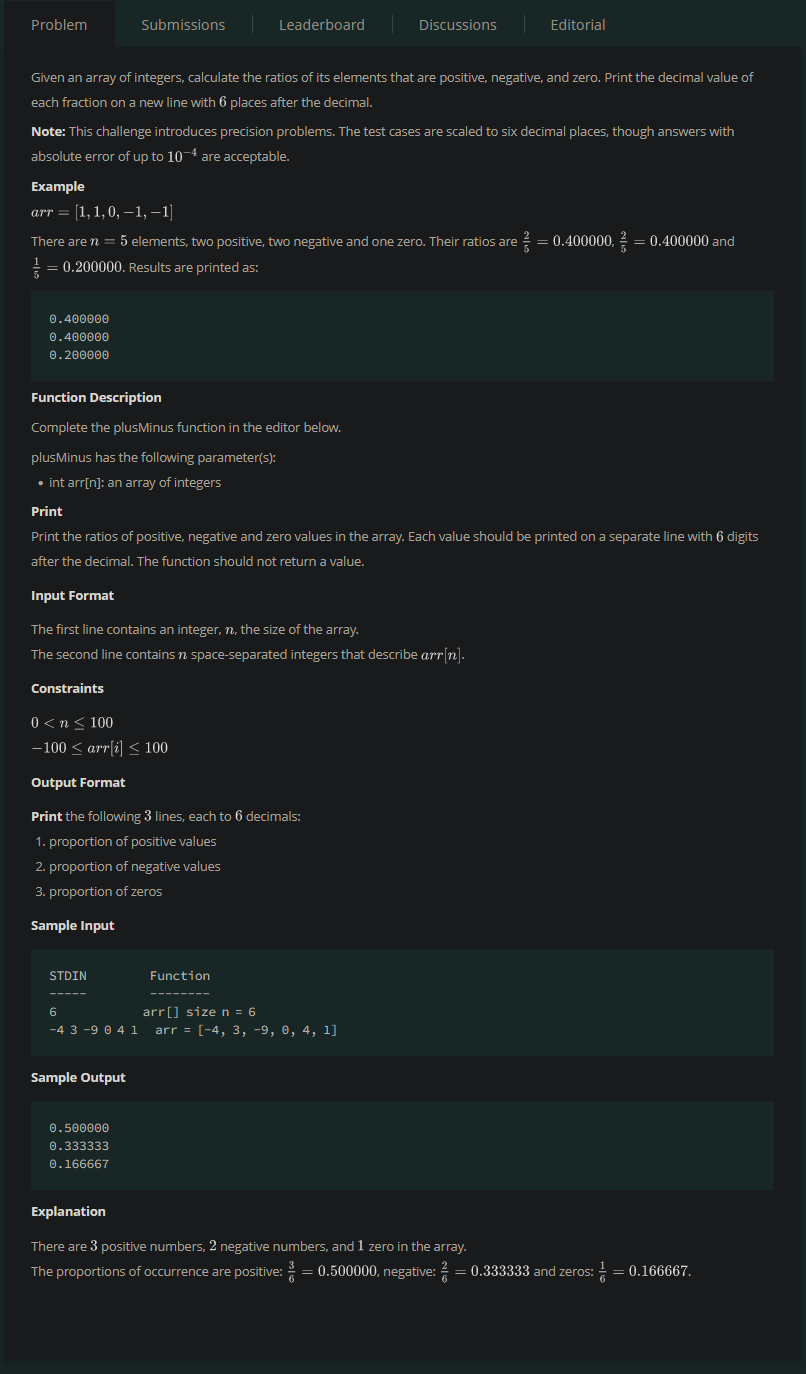 Problem Submissions Leaderboard Discussions Editorial
Given an array of integers, calculate the ratios of its elements that are positive, negative, and zero. Print the decimal value of
each fraction on a new line with 6 places after the decimal.
Note: This challenge introduces precision problems. The test cases are scaled to six decimal places, though answers with
absolute error of up to 10^−4 are acceptable.
Example
arr = [1, 1, 0, −1, −1]
There are n = 5 elements, two positive, two negative and one zero. Their ratios are 2/5 = 0.400000, 2/5 = 0.400000 and
1/5 = 0.200000. Results are printed as:
0.400000
0.400000
0.200000
Function Description
Complete the plusMinus function in the editor below.
plusMinus has the following parameter(s):
• int arr[n]: an array of integers
Print
Print the ratios of positive, negative and zero values in the array. Each value should be printed on a separate line with 6 digits
after the decimal. The function should not return a value.
Input Format
The first line contains an integer, n, the size of the array.
The second line contains n space-separated integers that describe arr[n].
Constraints
0 < n ≤ 100
−100 ≤ arr[i] ≤ 100
Output Format
Print the following 3 lines, each to 6 decimals:
1. proportion of positive values
2. proportion of negative values
3. proportion of zeros
Sample Input
STDIN Function
----- --------
6 arr[] size n = 6
-4 3 -9 0 4 1 arr = [-4, 3, -9, 0, 4, 1]
Sample Output
0.500000
0.333333
0.166667
Explanation
There are 3 positive numbers, 2 negative numbers, and 1 zero in the array.
The proportions of occurrence are positive: 3/6 = 0.500000, negative: 2/6 = 0.333333 and zeros: 1/6 = 0.166667.